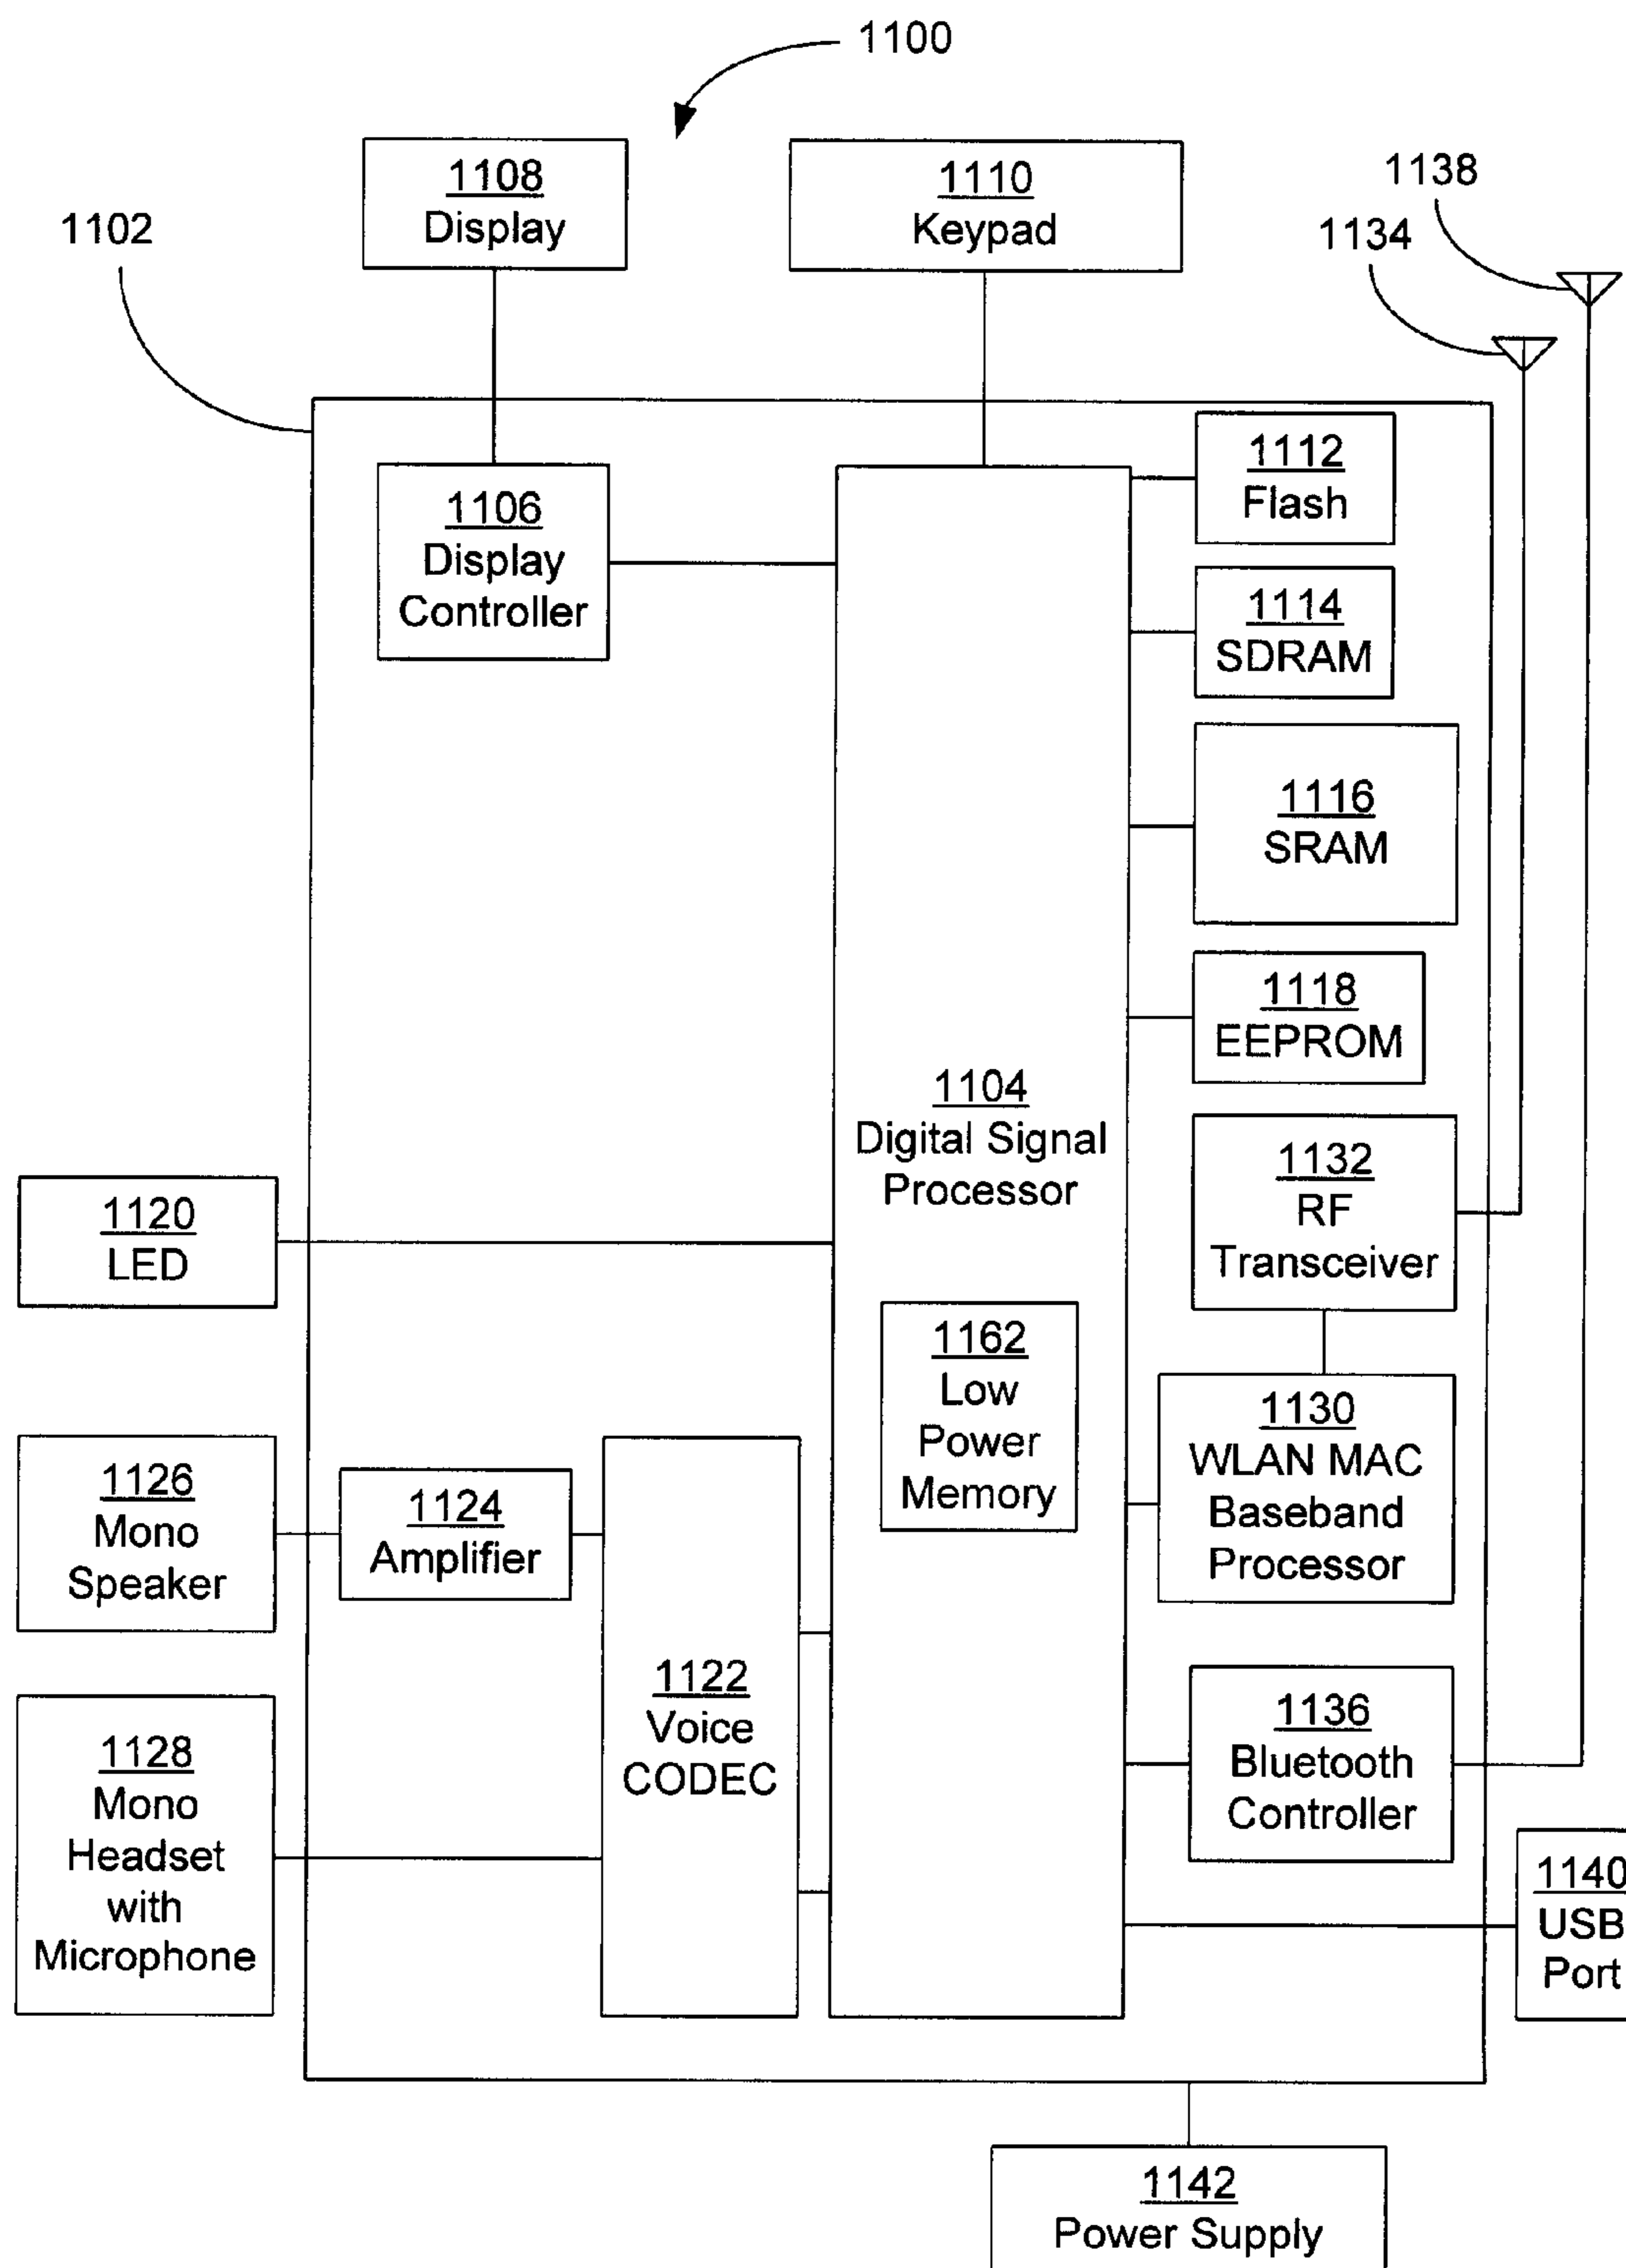 1100
1108
Display
1110
Keypad
1138
1134
1102
1112
Flash
1106
Display
Controller
1114
SDRAM
1116
SRAM
1118
EEPROM
1104
Digital Signal
Processor
1132
RF
Transceiver
1120
LED
1162
Low
Power
Memory
1130
WLAN MAC
Baseband
Processor
1126
Mono
Speaker
1124
Amplifier
1122
Voice
CODEC
1136
Bluetooth
Controller
1128
Mono
Headset
with
Microphone
1140
USB
Port
1142
Power Supply